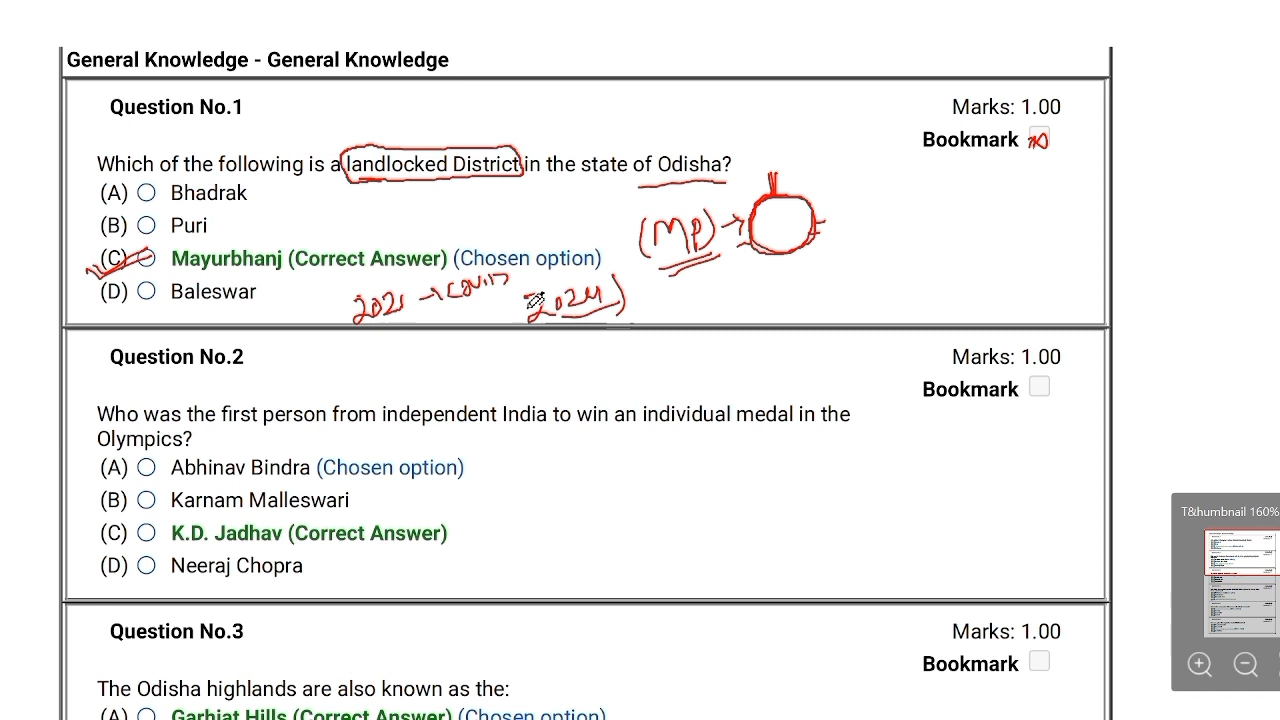 General Knowledge - General Knowledge
Question No.1
Marks: 1.00
Bookmark
Which of the following is a landlocked District in the state of Odisha?
(A) Bhadrak
(B) Puri
(MP)
(C) Mayurbhanj (Correct Answer) (Chosen option)
(D) Baleswar
2021 → COVID 2024)
Question No.2
Marks: 1.00
Bookmark
Who was the first person from independent India to win an individual medal in the
Olympics?
(A) Abhinav Bindra (Chosen option)
(B) Karnam Malleswari
(C) K.D. Jadhav (Correct Answer)
(D) Neeraj Chopra
T&humbnail 160%
Question No.3
Marks: 1.00
Bookmark
The Odisha highlands are also known as the:
(A) Garhjat Hills (Correct Answer) (Chosen option)